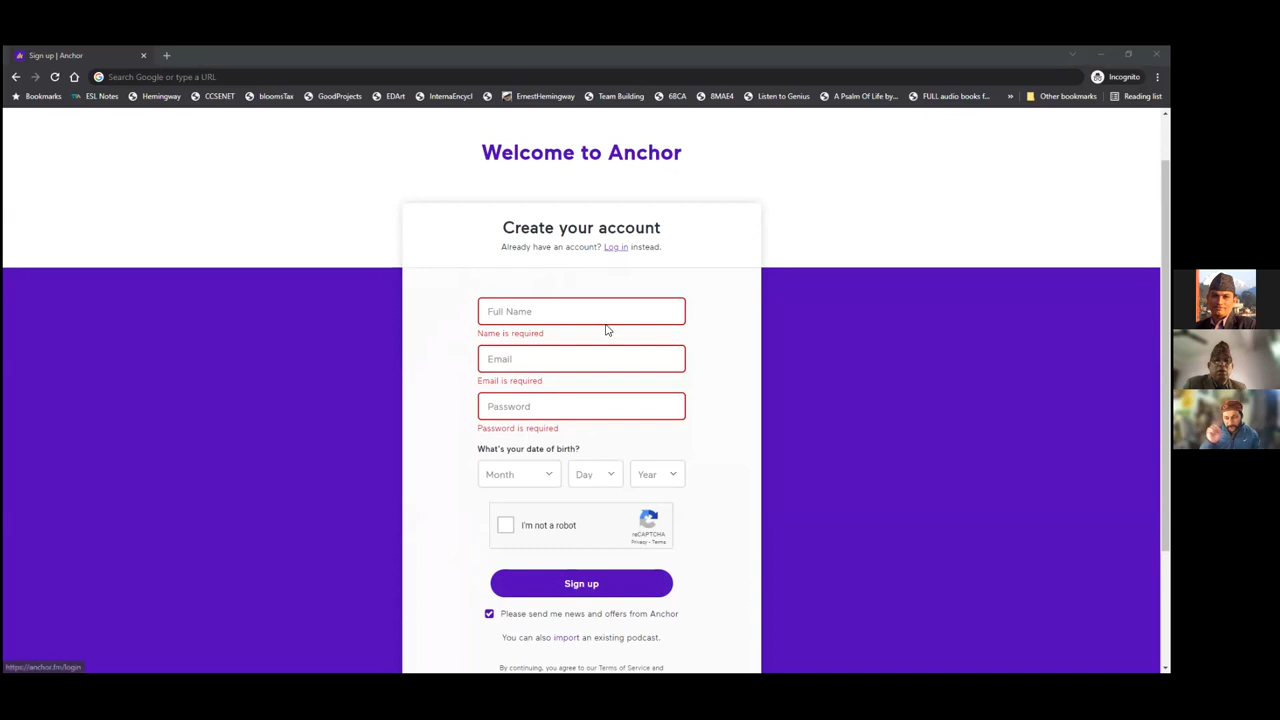 Sign up | Anchor
Search Google or type a URL
Incognito
Bookmarks ESL Notes Hemingway CCSENET bloomsTax GoodProjects EDArt InternaEncycl ErnestHemingway Team Building 6BCA 8MAE4 Listen to Genius A Psalm Of Life by... FULL audio books f... » Other bookmarks Reading list
Welcome to Anchor
Create your account
Already have an account? Log in instead.
Full Name
Name is required
Email
Email is required
Password
Password is required
What's your date of birth?
Month Day Year
I'm not a robot
reCAPTCHA
Privacy - Terms
Sign up
Please send me news and offers from Anchor
You can also import an existing podcast.
By continuing, you agree to our Terms of Service and
https://anchor.fm/login